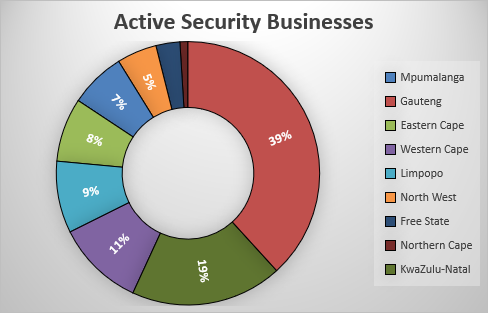 Active Security Businesses
5%
7%
8%
9%
11%
19%
39%
Mpumalanga
Gauteng
Eastern Cape
Western Cape
Limpopo
North West
Free State
Northern Cape
KwaZulu-Natal